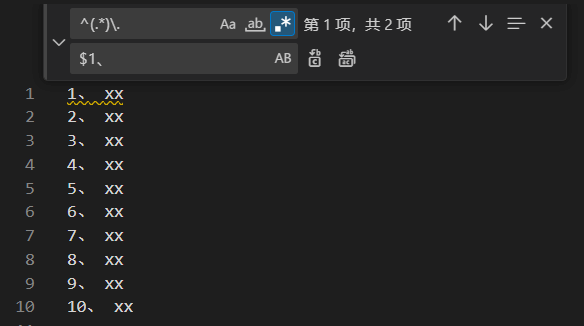 ^(.*)\. Aa ab .* 第 1 项，共 2 项
$1、 AB
1 1、 xx
2 2、 xx
3 3、 xx
4 4、 xx
5 5、 xx
6 6、 xx
7 7、 xx
8 8、 xx
9 9、 xx
10 10、 xx